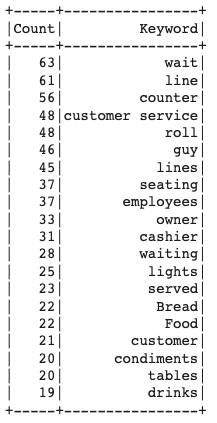 +-----+----------------+
|Count|         Keyword|
+-----+----------------+
|   63|            wait|
|   61|            line|
|   56|         counter|
|   48|customer service|
|   48|            roll|
|   46|             guy|
|   45|           lines|
|   37|         seating|
|   37|       employees|
|   33|           owner|
|   31|         cashier|
|   28|         waiting|
|   25|          lights|
|   23|          served|
|   22|           Bread|
|   22|            Food|
|   21|        customer|
|   20|      condiments|
|   20|          tables|
|   19|          drinks|
+-----+----------------+